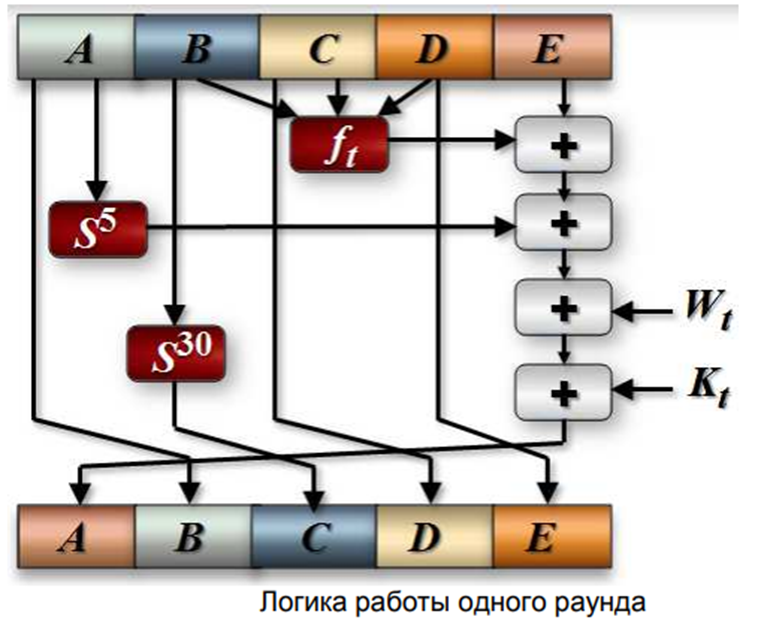 A B C D E
f_t +
S^5 +
+ W_t
S^30
+ K_t
A B C D E
Логика работы одного раунда